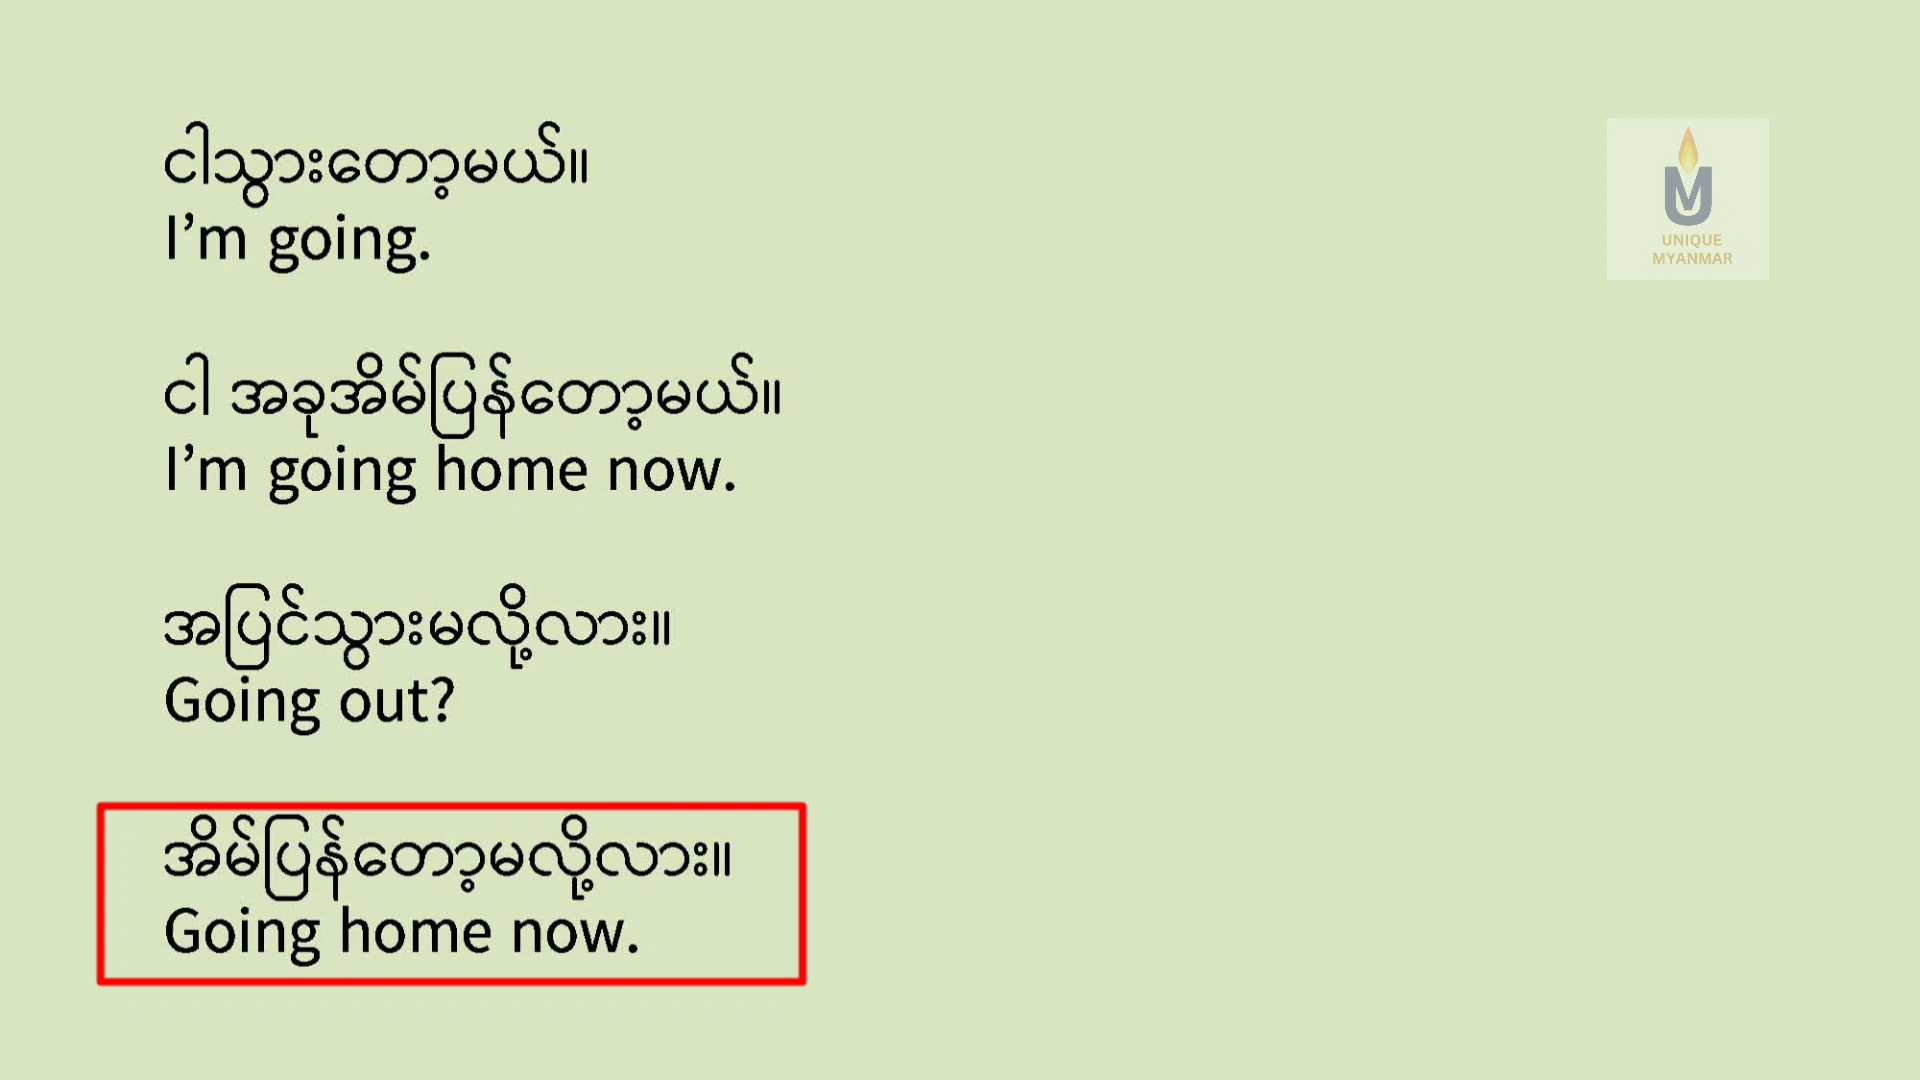 ငါသွားတော့မယ်။
I’m going.
ငါ အခုအိမ်ပြန်တော့မယ်။
I’m going home now.
အပြင်သွားမလို့လား။
Going out?
အိမ်ပြန်တော့မလို့လား။
Going home now.
UNIQUE
MYANMAR